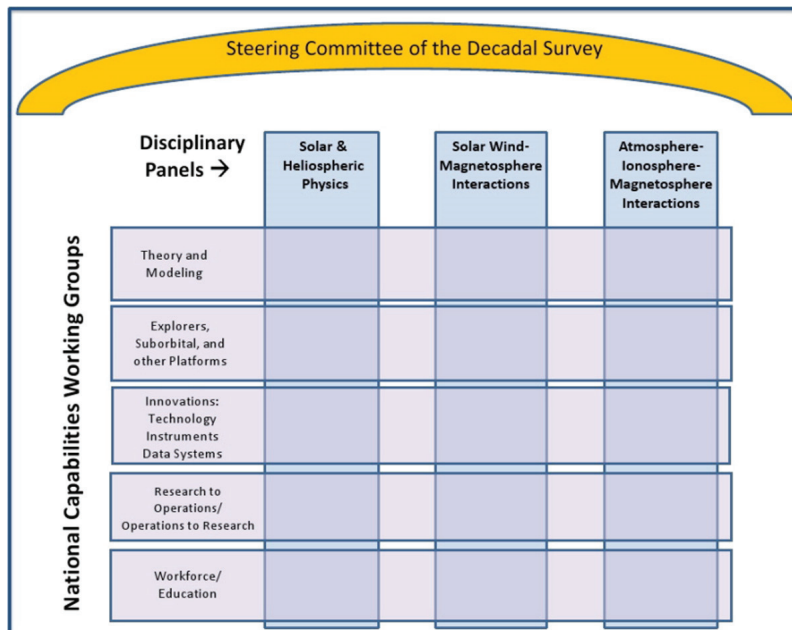 Steering Committee of the Decadal Survey
Disciplinary
Panels →
Solar &
Heliospheric
Physics
Solar Wind-
Magnetosphere
Interactions
Atmosphere-
Ionosphere-
Magnetosphere
Interactions
National Capabilities Working Groups
Theory and
Modeling
Explorers,
Suborbital, and
other Platforms
Innovations:
Technology
Instruments
Data Systems
Research to
Operations/
Operations to Research
Workforce/
Education